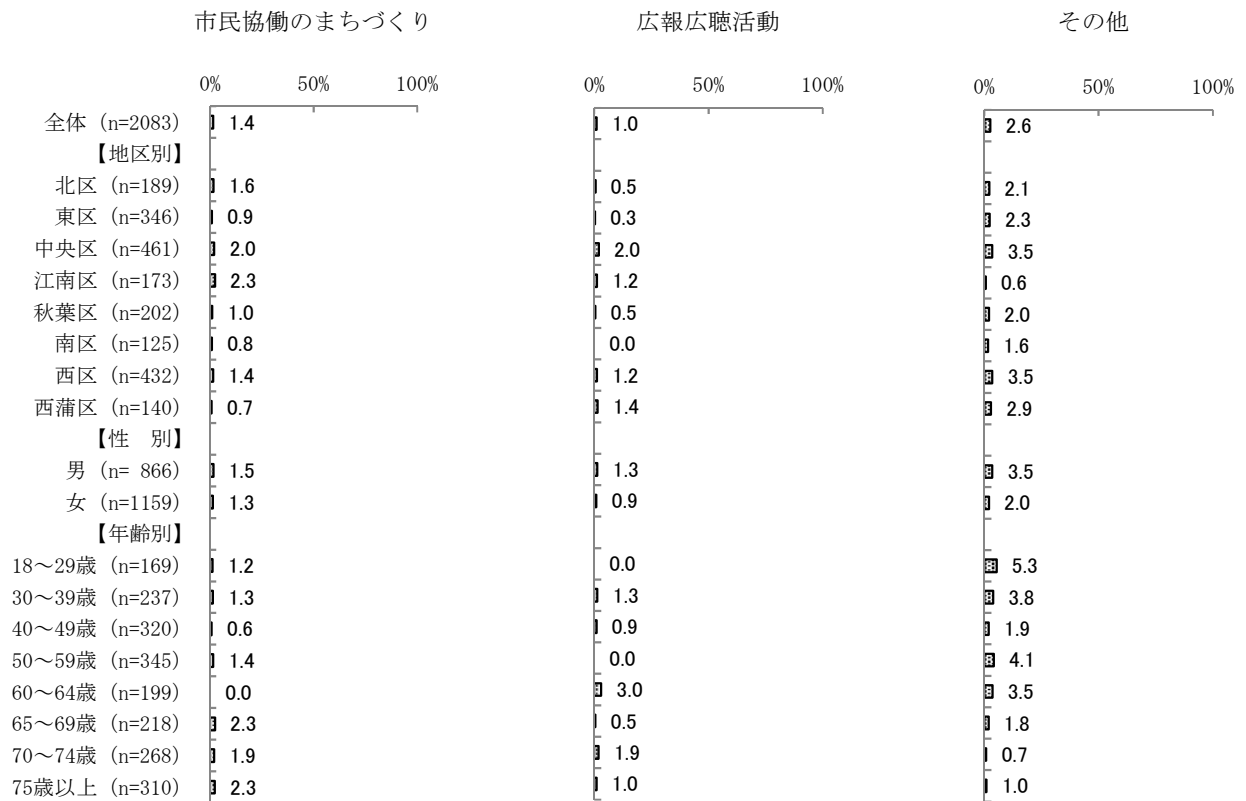 市民協働のまちづくり 広報広聴活動 その他
0% 50% 100% 0% 50% 100% 0% 50% 100%
全体 (n=2083) 1.4 1.0 2.6
【地区別】
北区 (n=189) 1.6 0.5 2.1
東区 (n=346) 0.9 0.3 2.3
中央区 (n=461) 2.0 2.0 3.5
江南区 (n=173) 2.3 1.2 0.6
秋葉区 (n=202) 1.0 0.5 2.0
南区 (n=125) 0.8 0.0 1.6
西区 (n=432) 1.4 1.2 3.5
西蒲区 (n=140) 0.7 1.4 2.9
【性　別】
男 (n= 866) 1.5 1.3 3.5
女 (n=1159) 1.3 0.9 2.0
【年齢別】
18～29歳 (n=169) 1.2 0.0 5.3
30～39歳 (n=237) 1.3 1.3 3.8
40～49歳 (n=320) 0.6 0.9 1.9
50～59歳 (n=345) 1.4 0.0 4.1
60～64歳 (n=199) 0.0 3.0 3.5
65～69歳 (n=218) 2.3 0.5 1.8
70～74歳 (n=268) 1.9 1.9 0.7
75歳以上 (n=310) 2.3 1.0 1.0